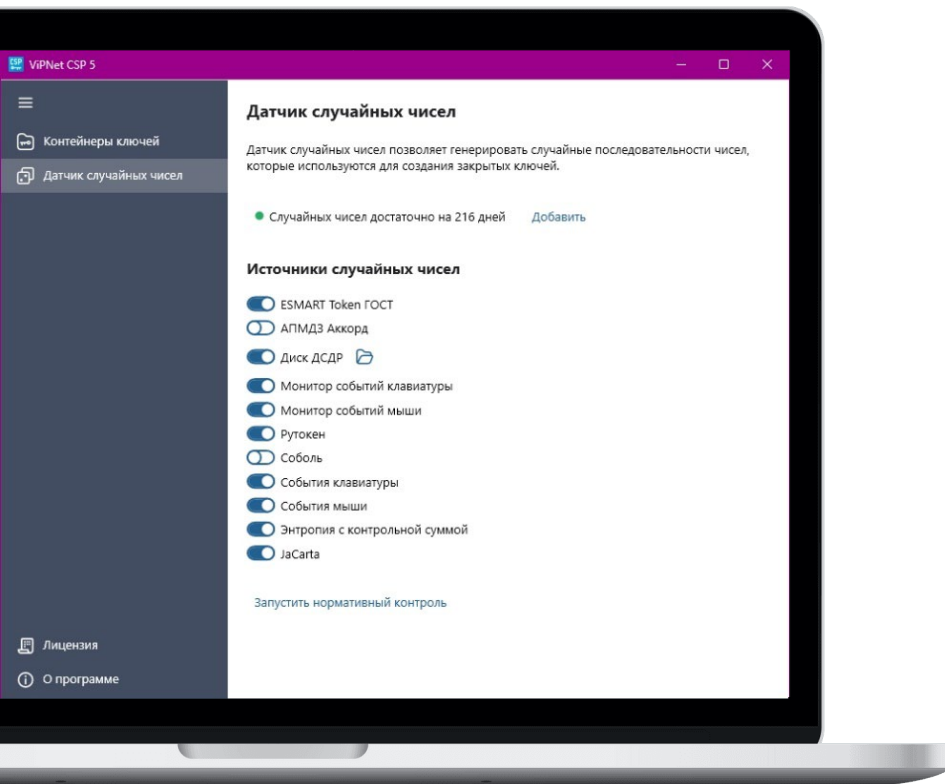 CSP
ViPNet CSP 5
Контейнеры ключей
Датчик случайных чисел
Лицензия
О программе
Датчик случайных чисел
Датчик случайных чисел позволяет генерировать случайные последовательности чисел,
которые используются для создания закрытых ключей.
Случайных чисел достаточно на 216 дней
Добавить
Источники случайных чисел
ESMART Token ГОСТ
АПМДЗ Аккорд
Диск ДСДР
Монитор событий клавиатуры
Монитор событий мыши
Рутокен
Соболь
События клавиатуры
События мыши
Энтропия с контрольной суммой
JaCarta
Запустить нормативный контроль